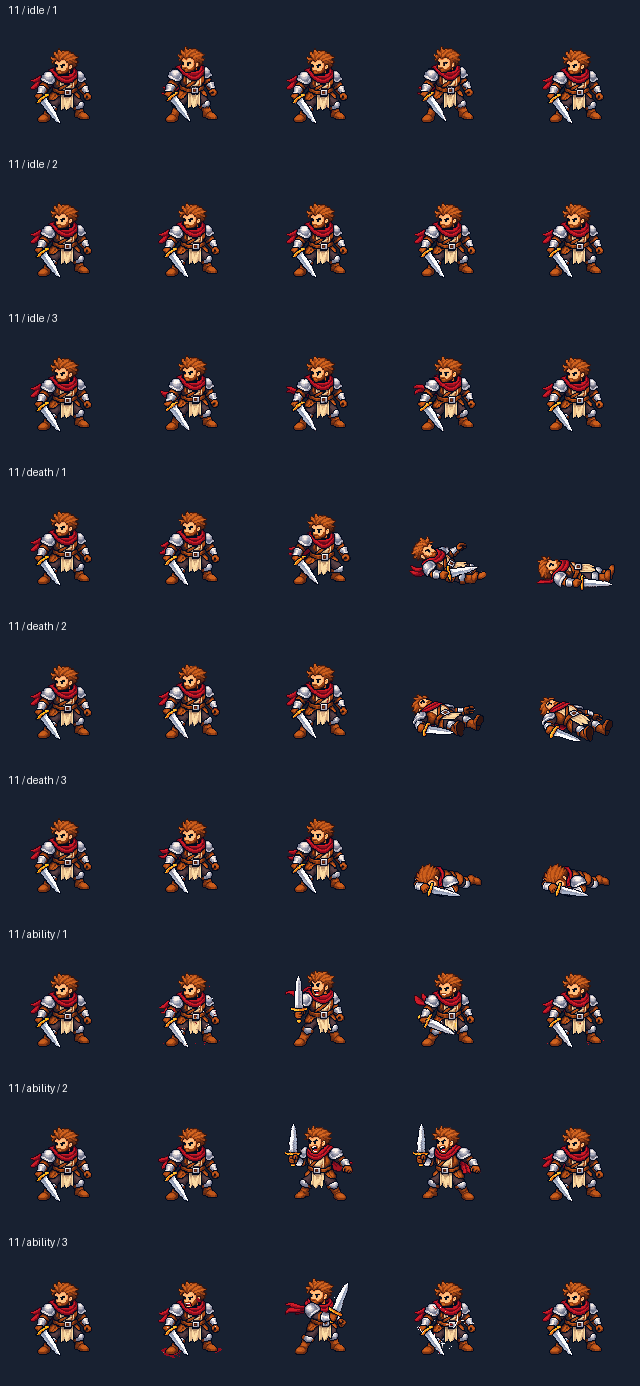 11 / idle / 1
11 / idle / 2
11 / idle / 3
11 / death / 1
11 / death / 2
11 / death / 3
11 / ability / 1
11 / ability / 2
11 / ability / 3